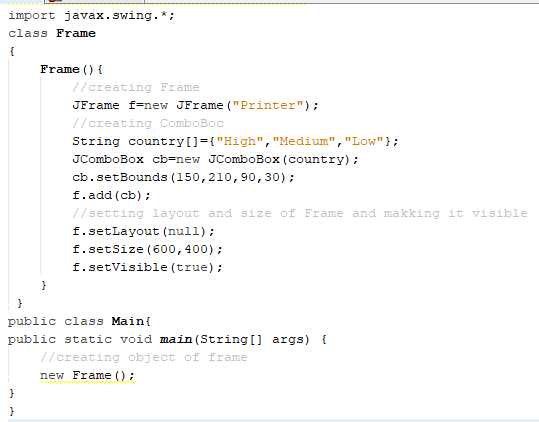 import javax.swing.*;
class Frame
{
    Frame(){
        //creating Frame
        JFrame f=new JFrame("Printer");
        //creating ComboBoc
        String country[]={"High","Medium","Low"};
        JComboBox cb=new JComboBox(country);
        cb.setBounds(150,210,90,30);
        f.add(cb);
        //setting layout and size of Frame and makking it visible
        f.setLayout(null);
        f.setSize(600,400);
        f.setVisible(true);
    }
 }
public class Main{
public static void main(String[] args) {
    //creating object of frame
    new Frame();
}
}